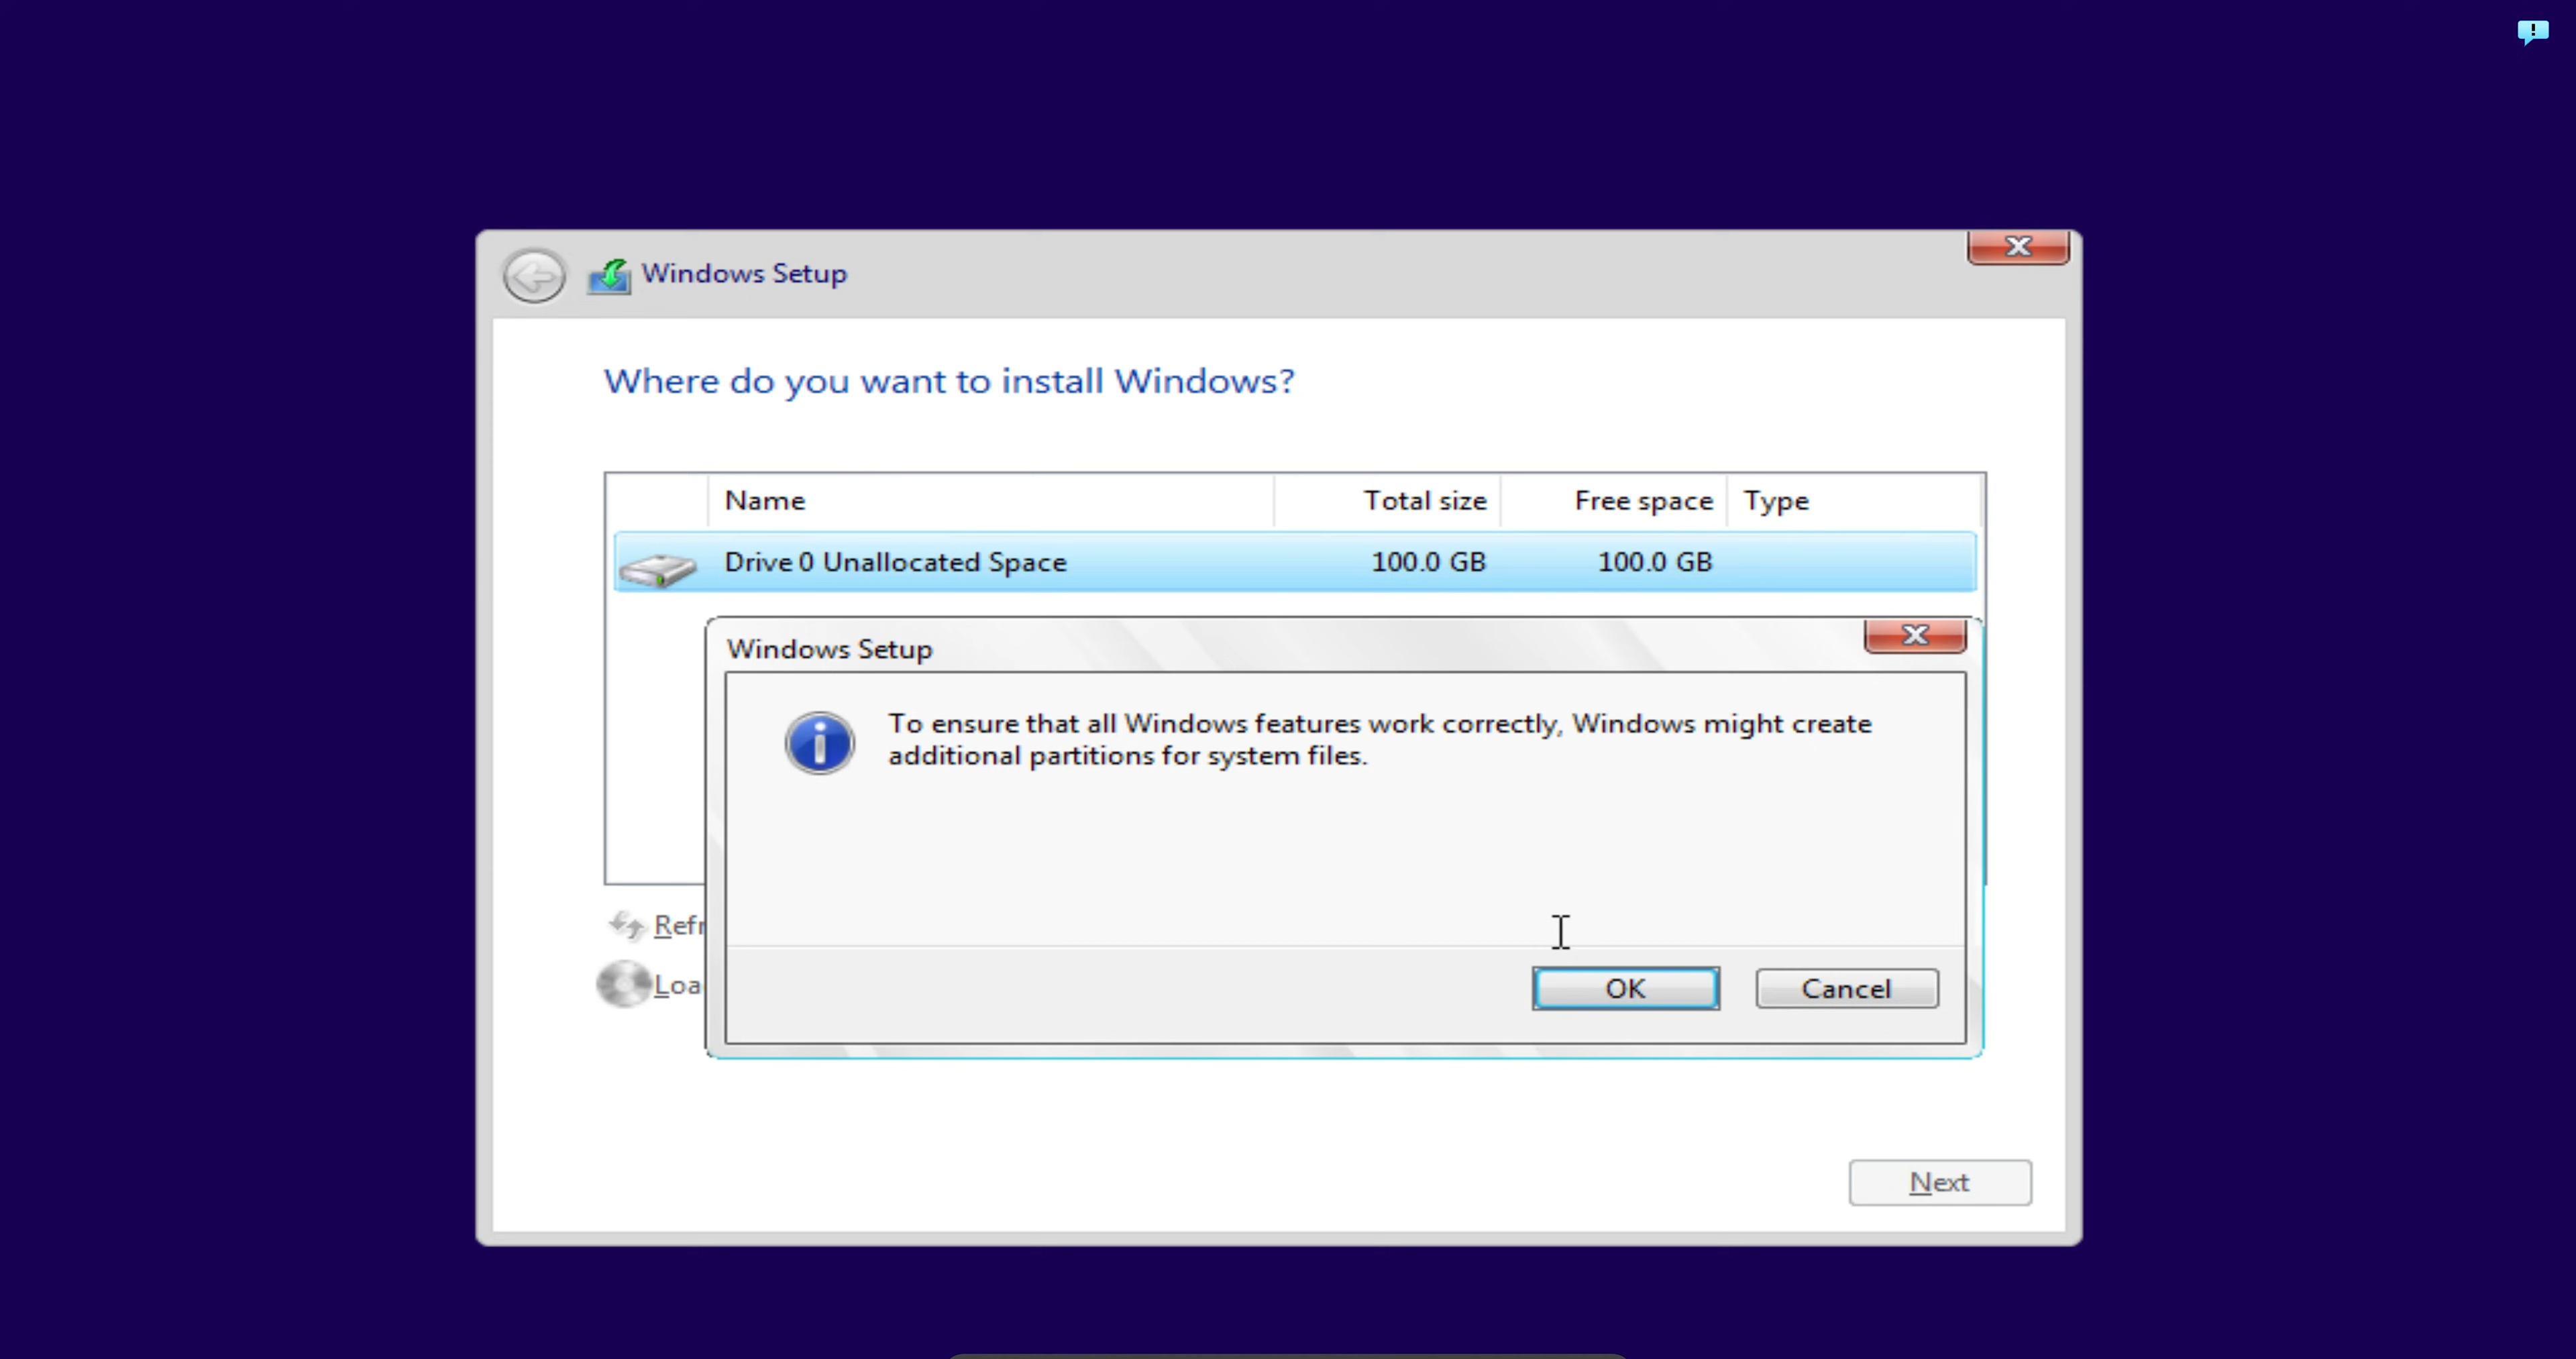 Windows Setup
Where do you want to install Windows?
Name Total size Free space Type
Drive 0 Unallocated Space 100.0 GB 100.0 GB
Windows Setup
To ensure that all Windows features work correctly, Windows might create
additional partitions for system files.
Refr
Loa
OK Cancel
Next